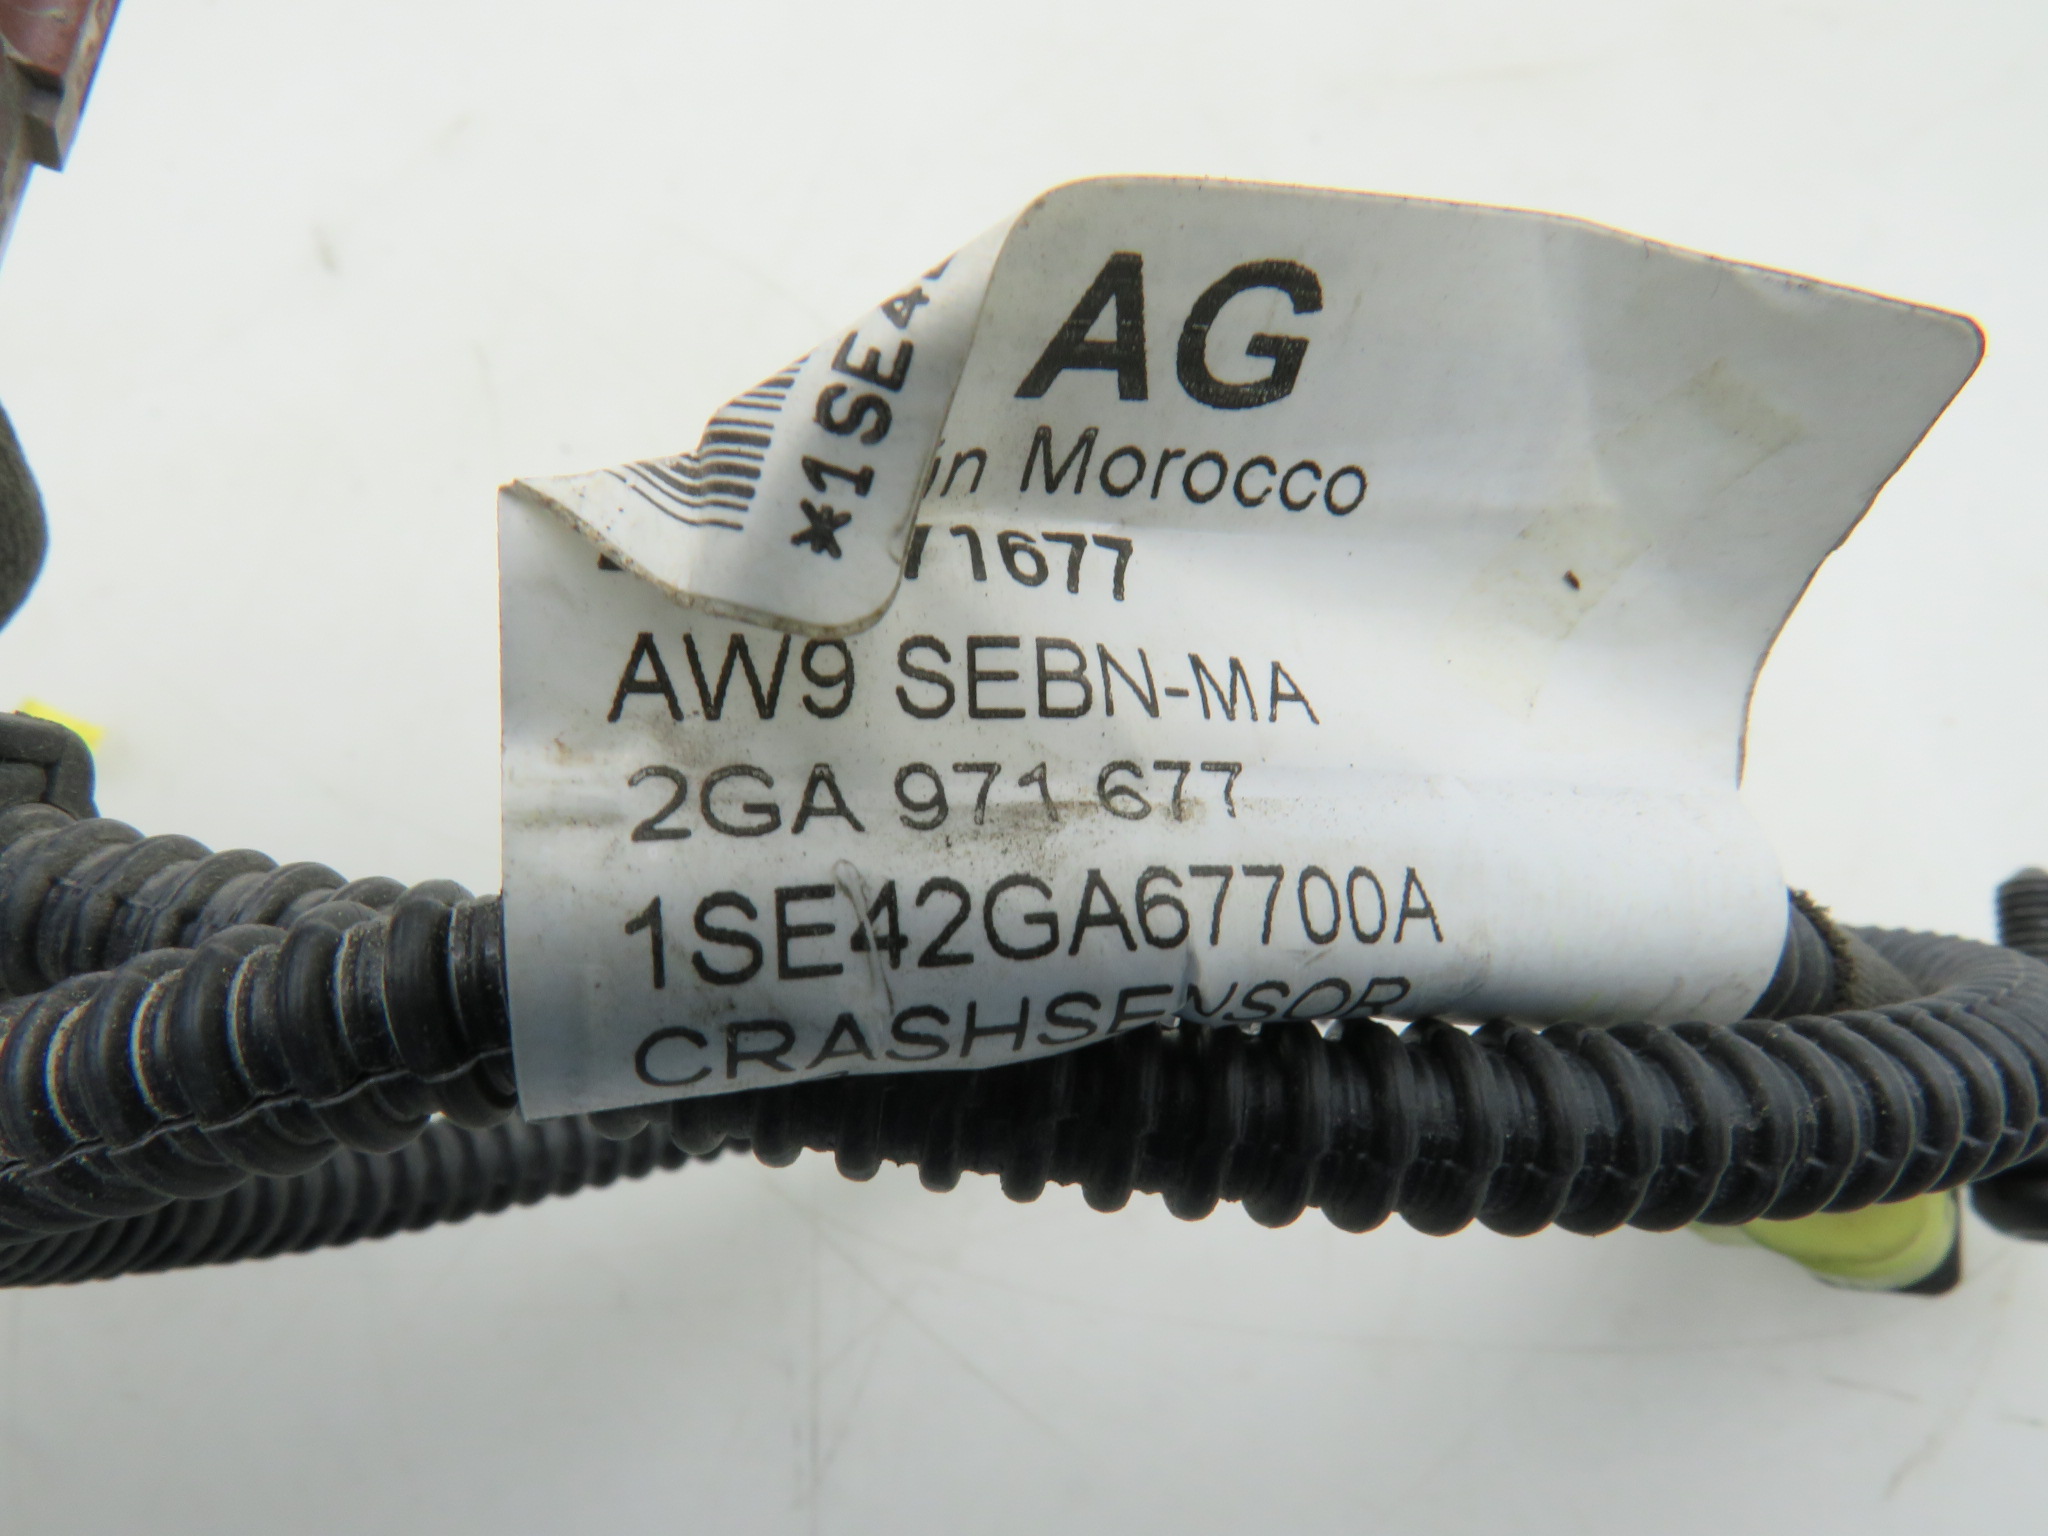 AG
in Morocco
71677
AW9 SEBN-MA
2GA 971 677
1SE42GA67700A
CRASHSENSOR
*1SE4